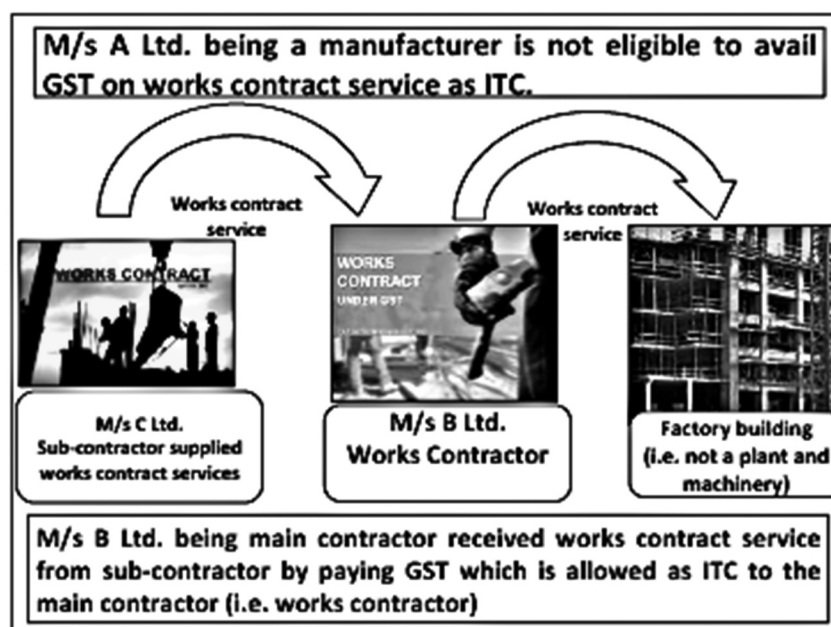 M/s A Ltd. being a manufacturer is not eligible to avail
GST on works contract service as ITC.
Works contract
service
Works contract
service
WORKS CONTRACT
WORKS
CONTRACT
UNDER GST
M/s C Ltd.
Sub-contractor supplied
works contract services
M/s B Ltd.
Works Contractor
Factory building
(i.e. not a plant and
machinery)
M/s B Ltd. being main contractor received works contract service
from sub-contractor by paying GST which is allowed as ITC to the
main contractor (i.e. works contractor)